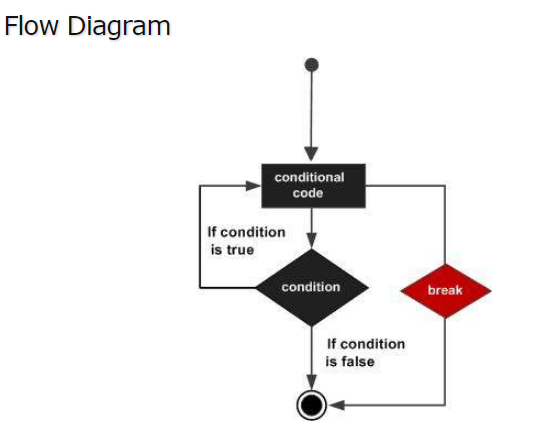 Flow Diagram
conditional
code
If condition
is true
condition
break
If condition
is false